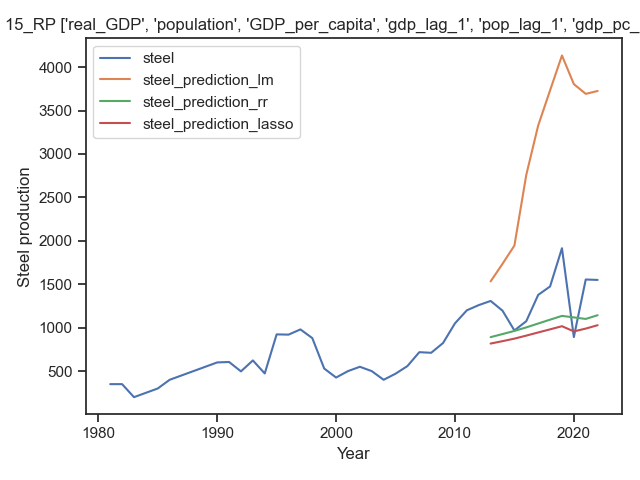 15_RP ['real_GDP', 'population', 'GDP_per_capita', 'gdp_lag_1', 'pop_lag_1', 'gdp_pc_
steel
steel_prediction_lm
steel_prediction_rr
steel_prediction_lasso
Steel production
4000
3500
3000
2500
2000
1500
1000
500
1980
1990
2000
2010
2020
Year